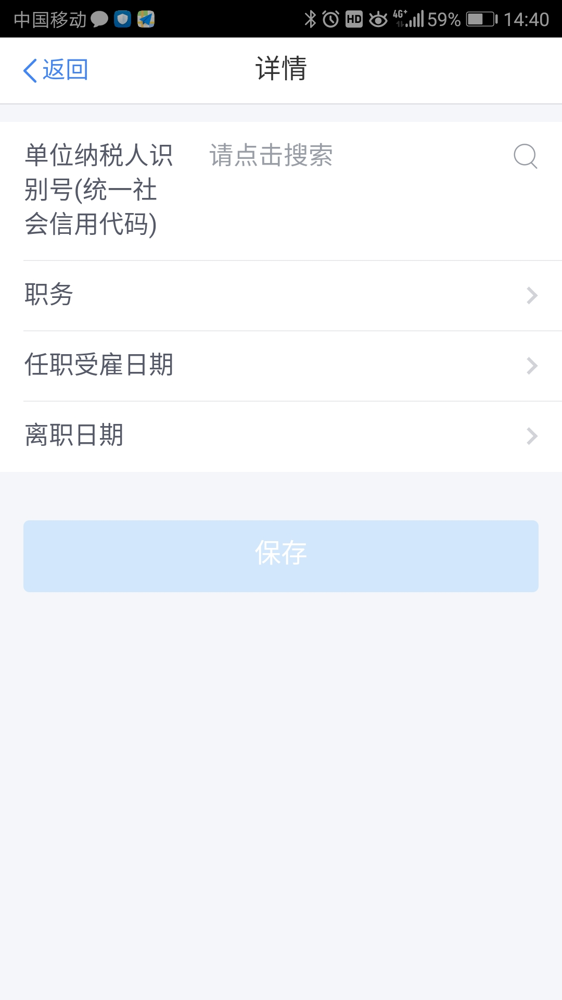 中国移动 HD 4G+ 59% 14:40
返回 详情
单位纳税人识 请点击搜索
别号(统一社
会信用代码)
职务
任职受雇日期
离职日期
保存